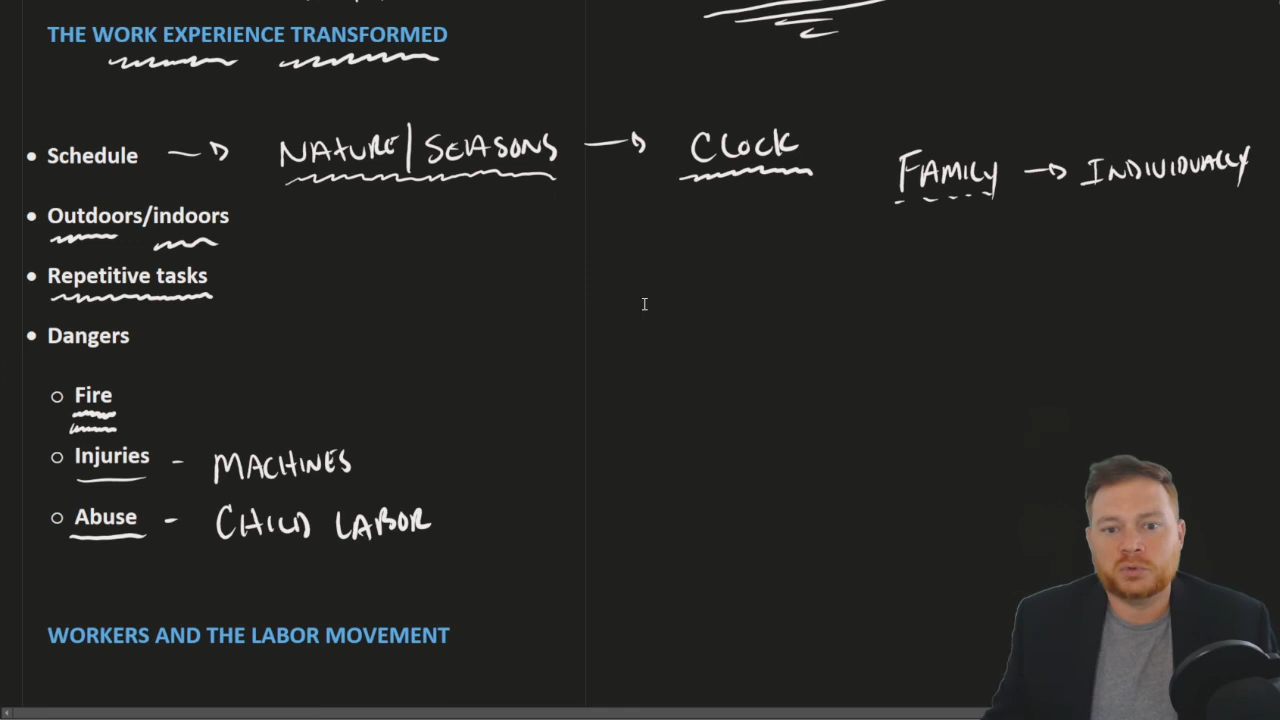 THE WORK EXPERIENCE TRANSFORMED
• Schedule → NATURE/SEASONS → CLOCK
FAMILY → INDIVIDUALLY
• Outdoors/indoors
• Repetitive tasks
• Dangers
○ Fire
○ Injuries - MACHINES
○ Abuse - CHILD LABOR
WORKERS AND THE LABOR MOVEMENT